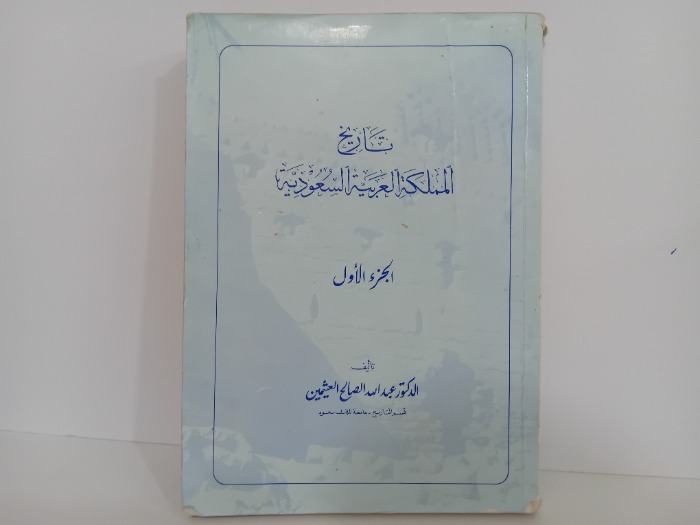 تاريخ
المملكة العربية السعودية
الجزء الأول
تأليف
الدكتور عبد الله الصالح العثيمين
قسم التاريخ - جامعة الملك سعود